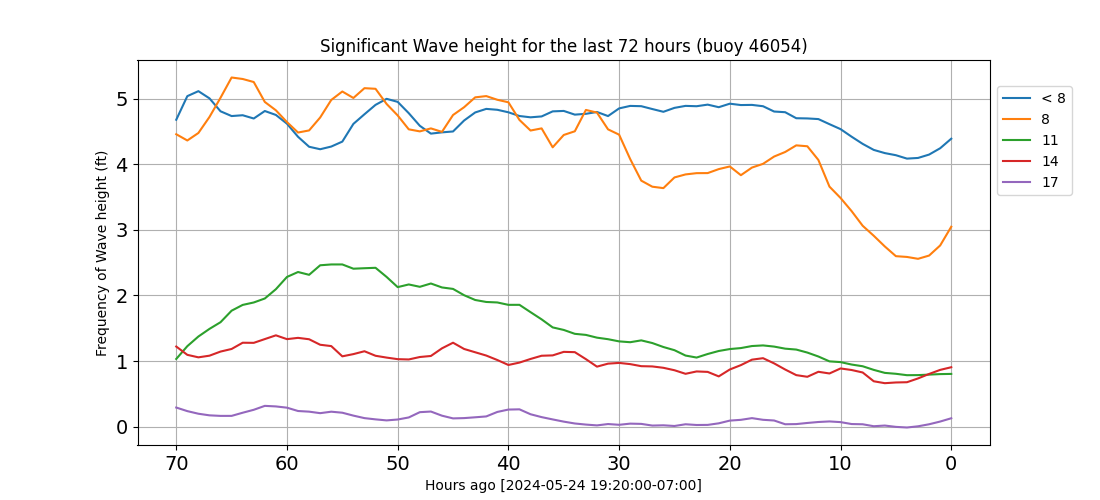 Significant Wave height for the last 72 hours (buoy 46054)
Frequency of Wave height (ft)
5
4
3
2
1
0
70 60 50 40 30 20 10 0
Hours ago [2024-05-24 19:20:00-07:00]
< 8
8
11
14
17